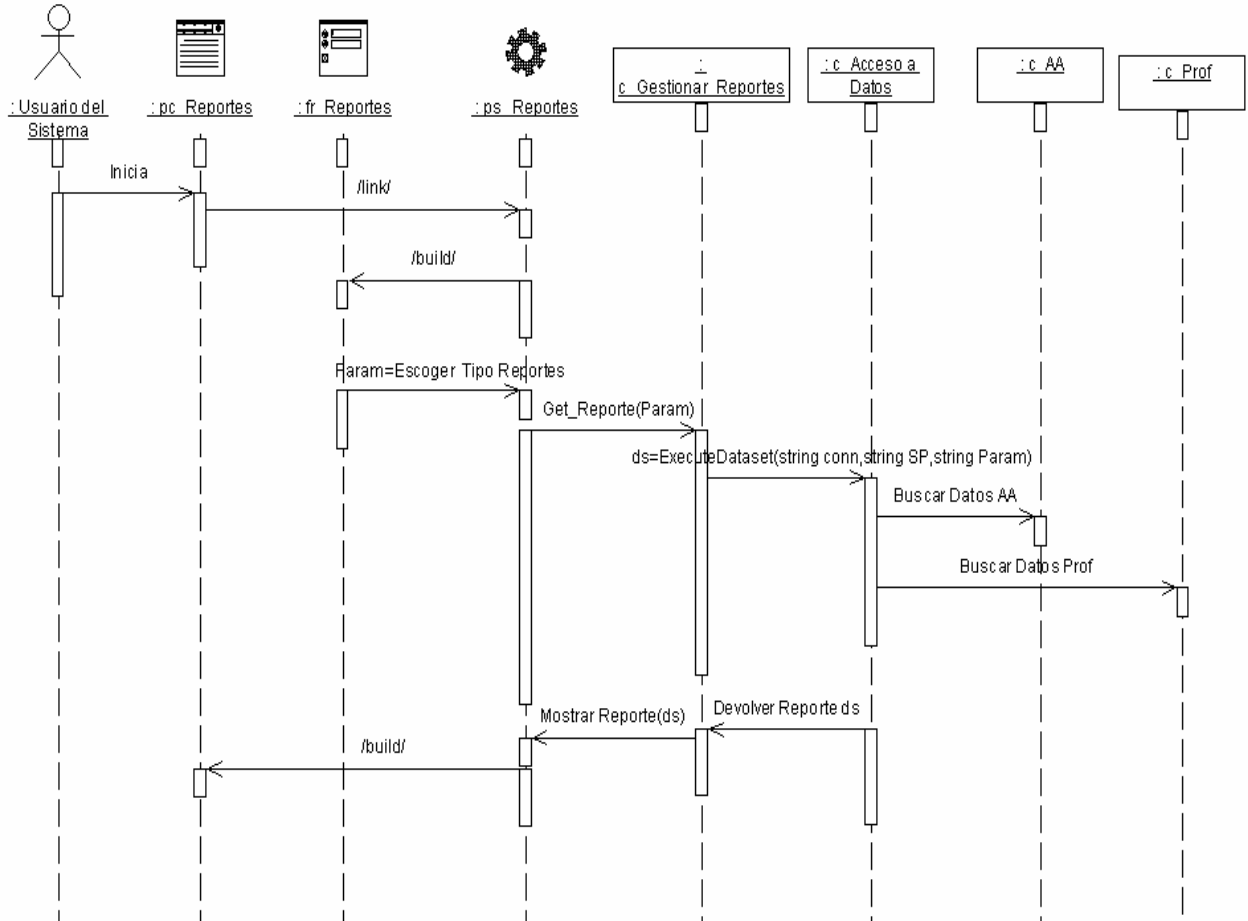 : Usuario del
Sistema
: pc_Reportes
: fr_Reportes
: ps_Reportes
:
c_Gestionar_Reportes
: c_Acceso a
Datos
: c_AA
: c_Prof
Inicia
/link/
/build/
Param=Escoger Tipo Reportes
Get_Reporte(Param)
ds=ExecuteDataset(string conn,string SP,string Param)
Buscar Datos AA
Buscar Datos Prof
Devolver Reporte ds
Mostrar Reporte(ds)
/build/